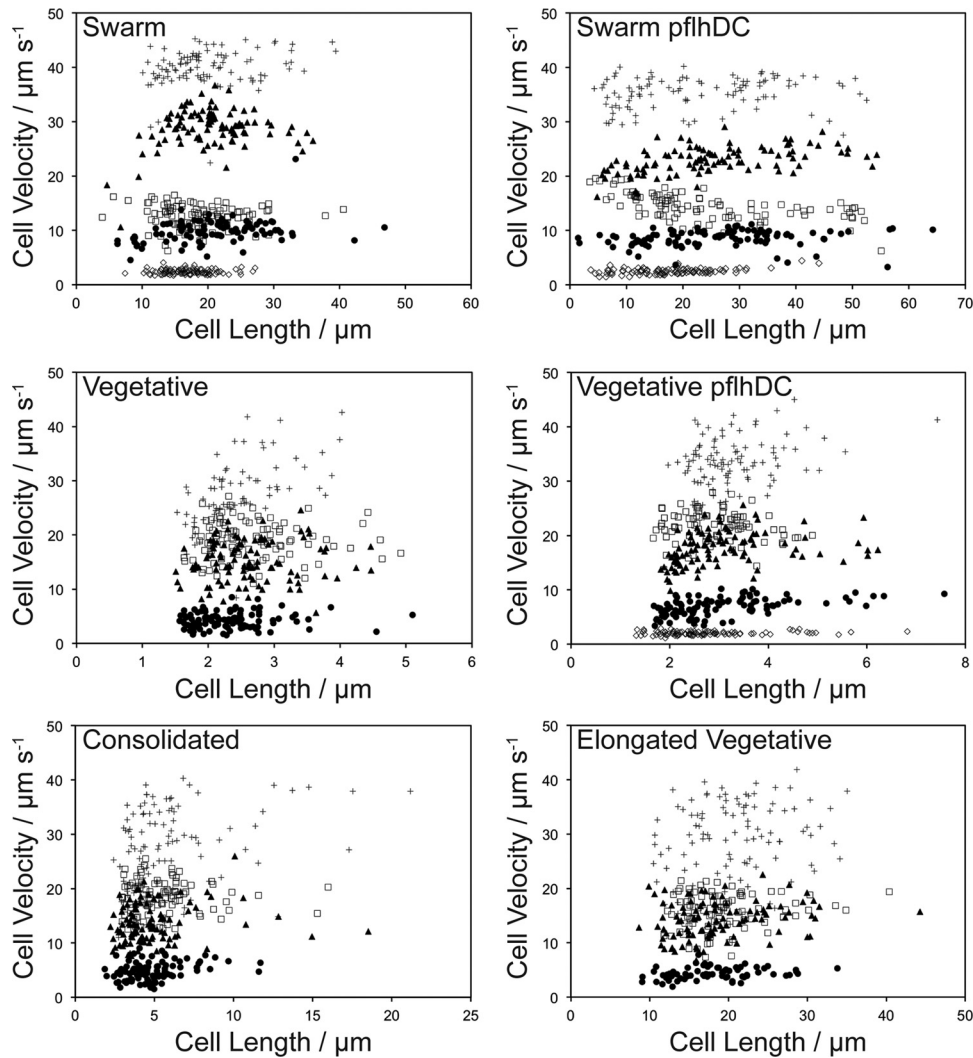 Swarm
Cell Velocity / µm s⁻¹
50
40
30
20
10
0
0 10 20 30 40 50 60
Cell Length / µm
Swarm pflhDC
Cell Velocity / µm s⁻¹
50
40
30
20
10
0
0 10 20 30 40 50 60 70
Cell Length / µm
Vegetative
Cell Velocity / µm s⁻¹
50
40
30
20
10
0
0 1 2 3 4 5 6
Cell Length / µm
Vegetative pflhDC
Cell Velocity / µm s⁻¹
50
40
30
20
10
0
0 2 4 6 8
Cell Length / µm
Consolidated
Cell Velocity / µm s⁻¹
50
40
30
20
10
0
0 5 10 15 20 25
Cell Length / µm
Elongated Vegetative
Cell Velocity / µm s⁻¹
50
40
30
20
10
0
0 10 20 30 40 50
Cell Length / µm